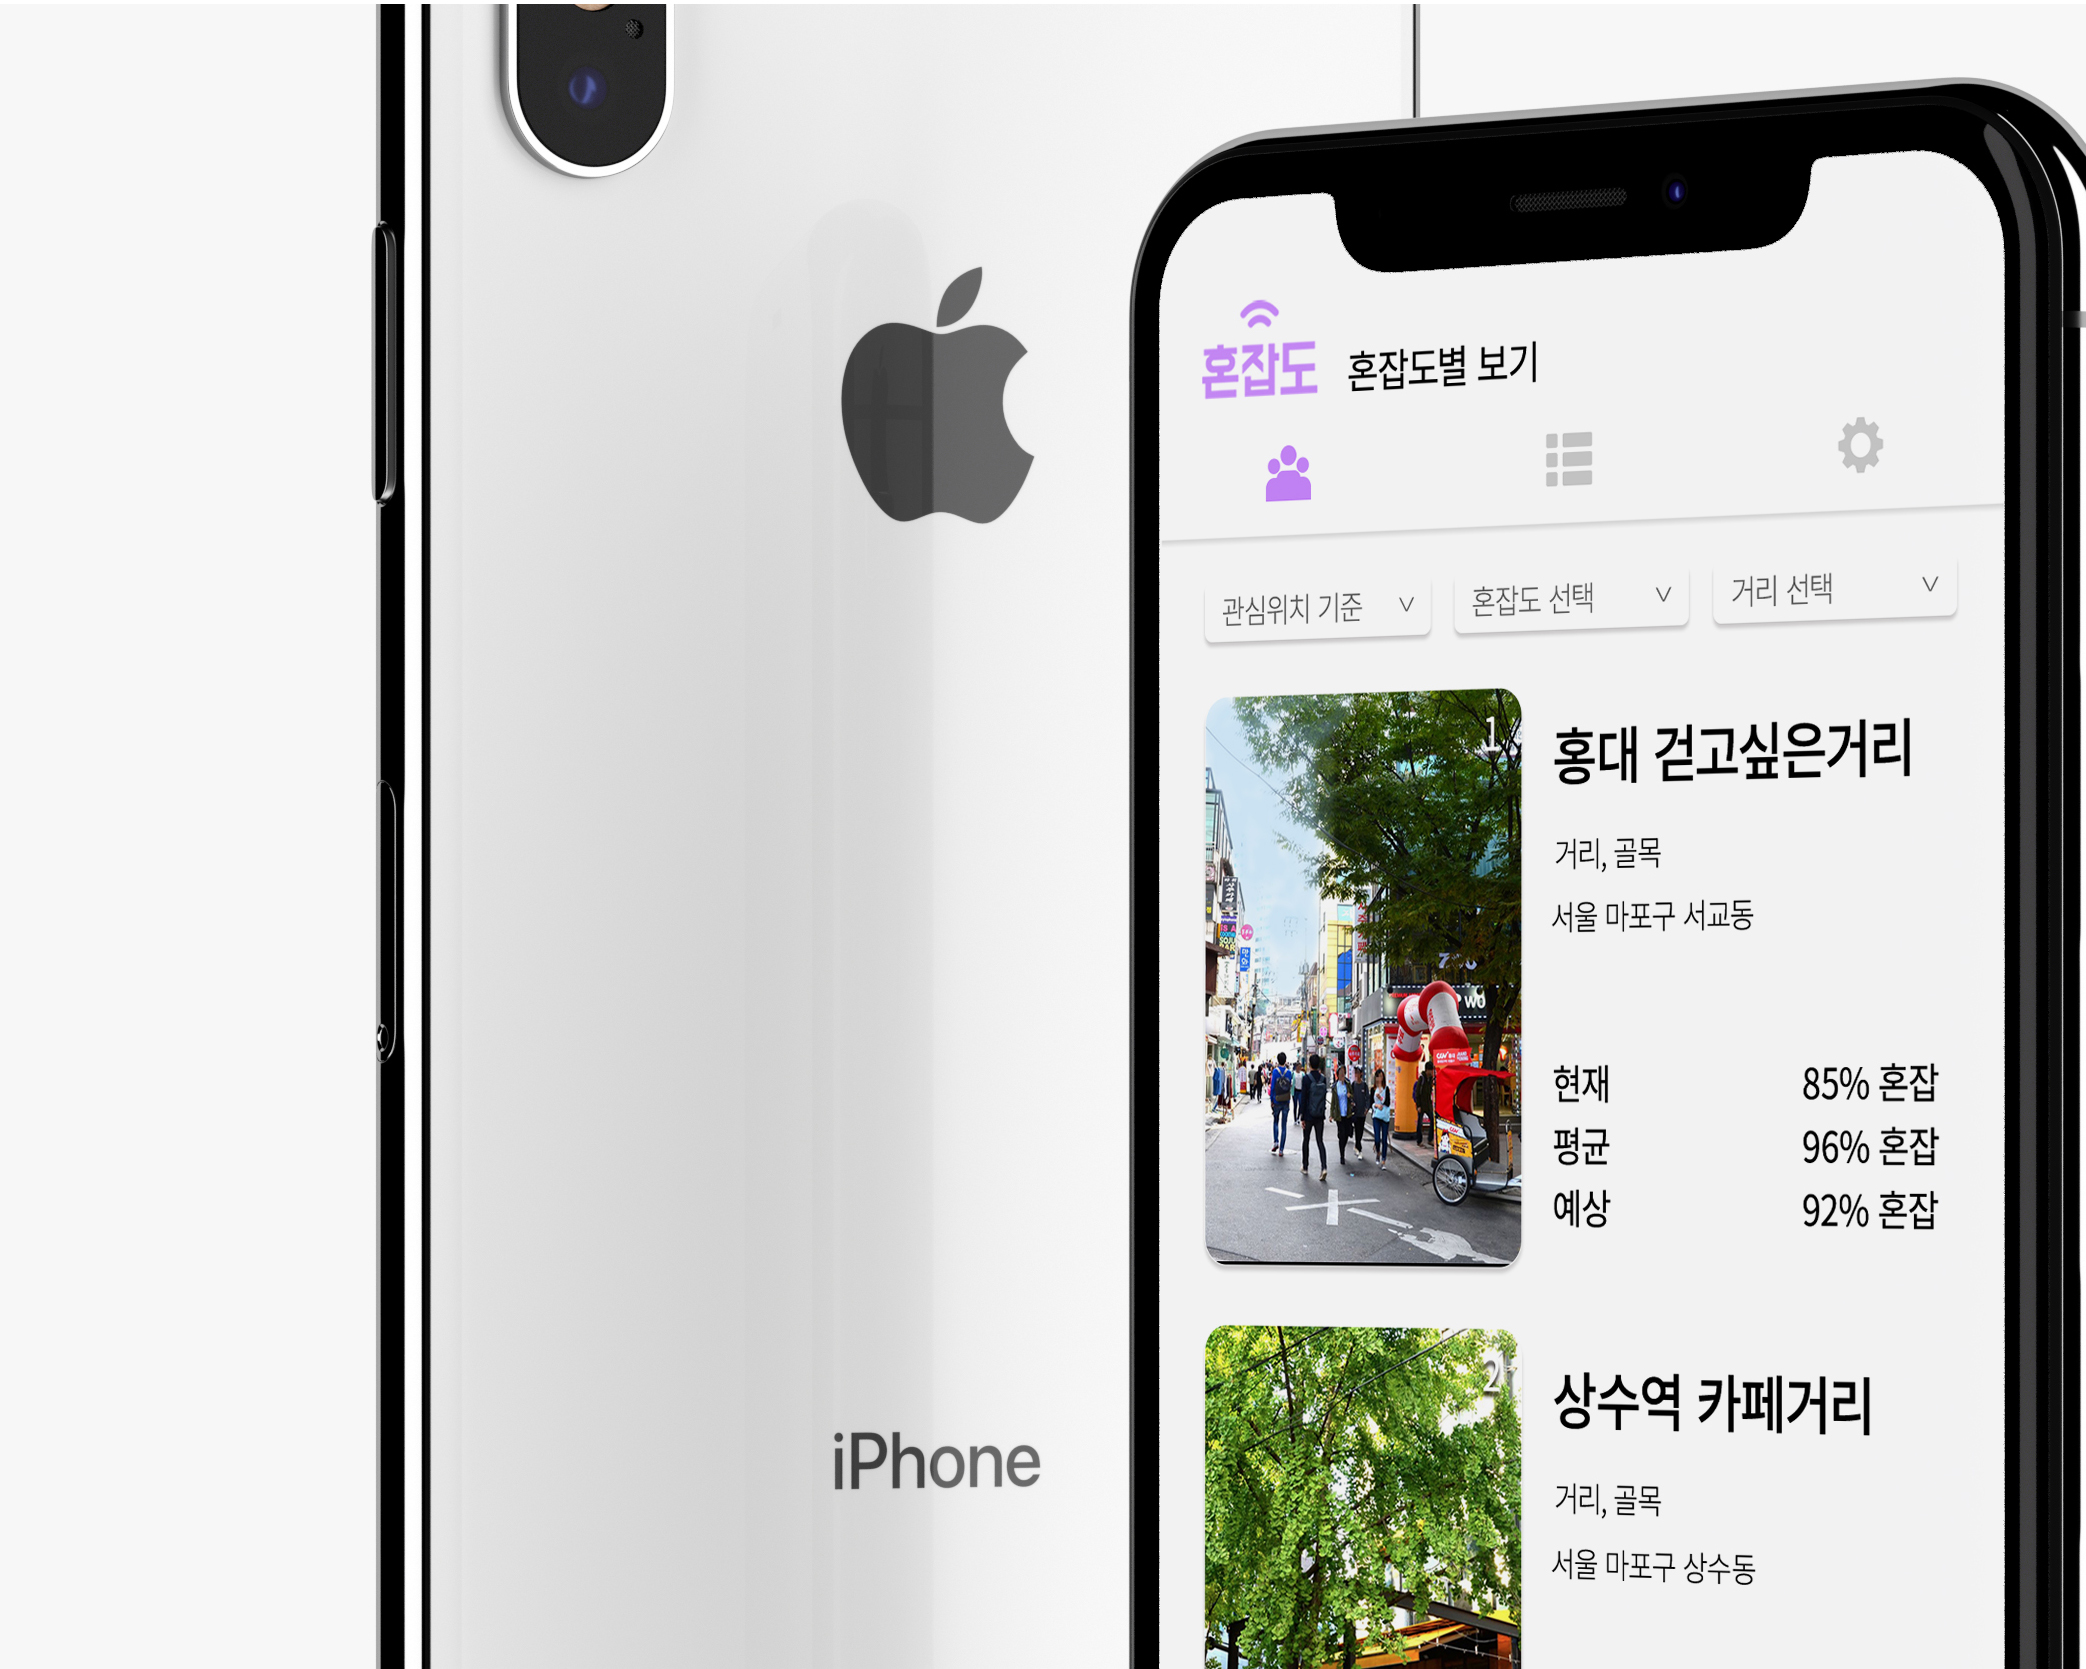 혼잡도 혼잡도별 보기
관심위치 기준 ∨ 혼잡도 선택 ∨ 거리 선택 ∨
1
홍대 걷고싶은거리
거리, 골목
서울 마포구 서교동
현재 85% 혼잡
평균 96% 혼잡
예상 92% 혼잡
2
상수역 카페거리
거리, 골목
서울 마포구 상수동
iPhone